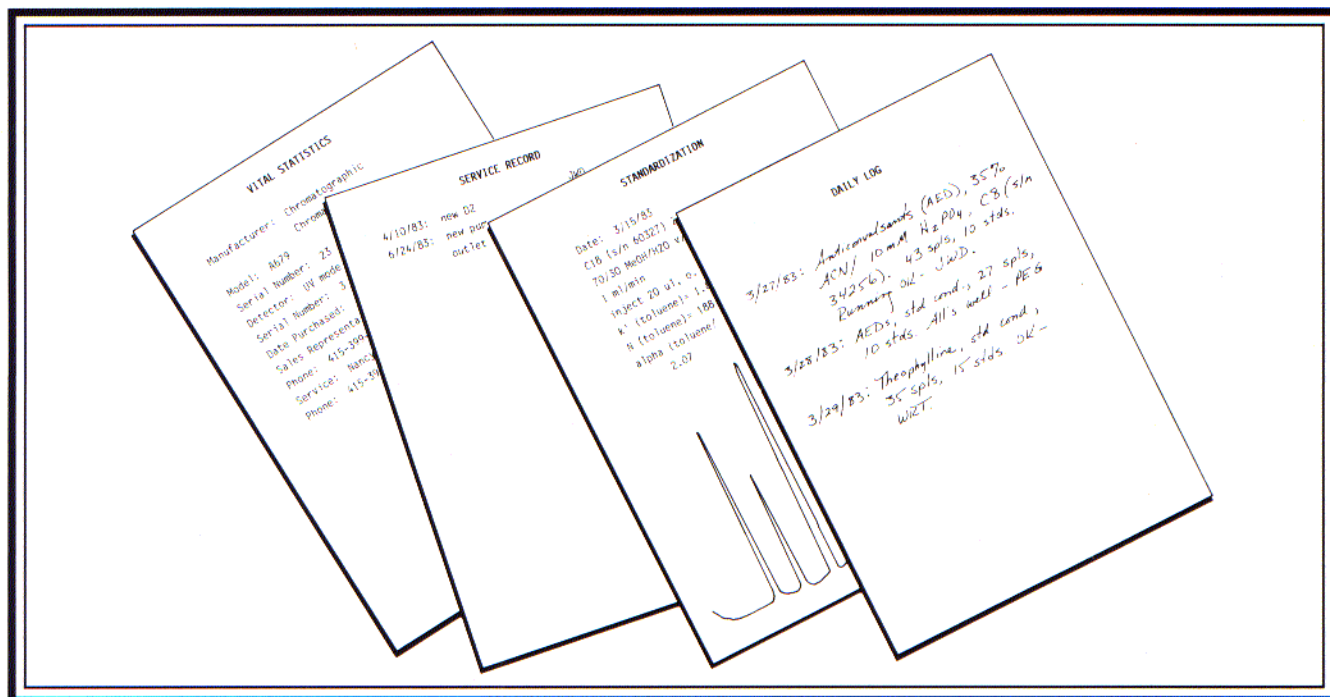 VITAL STATISTICS
Manufacturer: Chromatographic
Chrom
Model: A679
Serial Number: 23
Detector: UV mode
Serial Number: 3
Date Purchased:
Sales Representa
Phone: 415-399-
Service: Nancy
Phone: 415-39
SERVICE RECORD
4/10/83: new D2
6/24/83: new pum
outlet
STANDARDIZATION
Date: 3/15/83
C18 (s/n 60327)
70/30 MeOH/H2O v/
1 ml/min
inject 20 ul, 0.
k' (toluene)= 1.
N (toluene)= 188
alpha (toluene/
2.07
DAILY LOG
3/27/83: Anticonvulsants (AED), 35%
ACN/ 10 mM H2PO4, C8 (s/n
34256). 43 spls, 12 stds.
Running OK - JWD.
3/28/83: AEDs, std cond., 27 spls,
10 stds. All's well - PEG
3/29/83: Theophylline, std cond,
35 spls, 15 stds OK -
WRT.